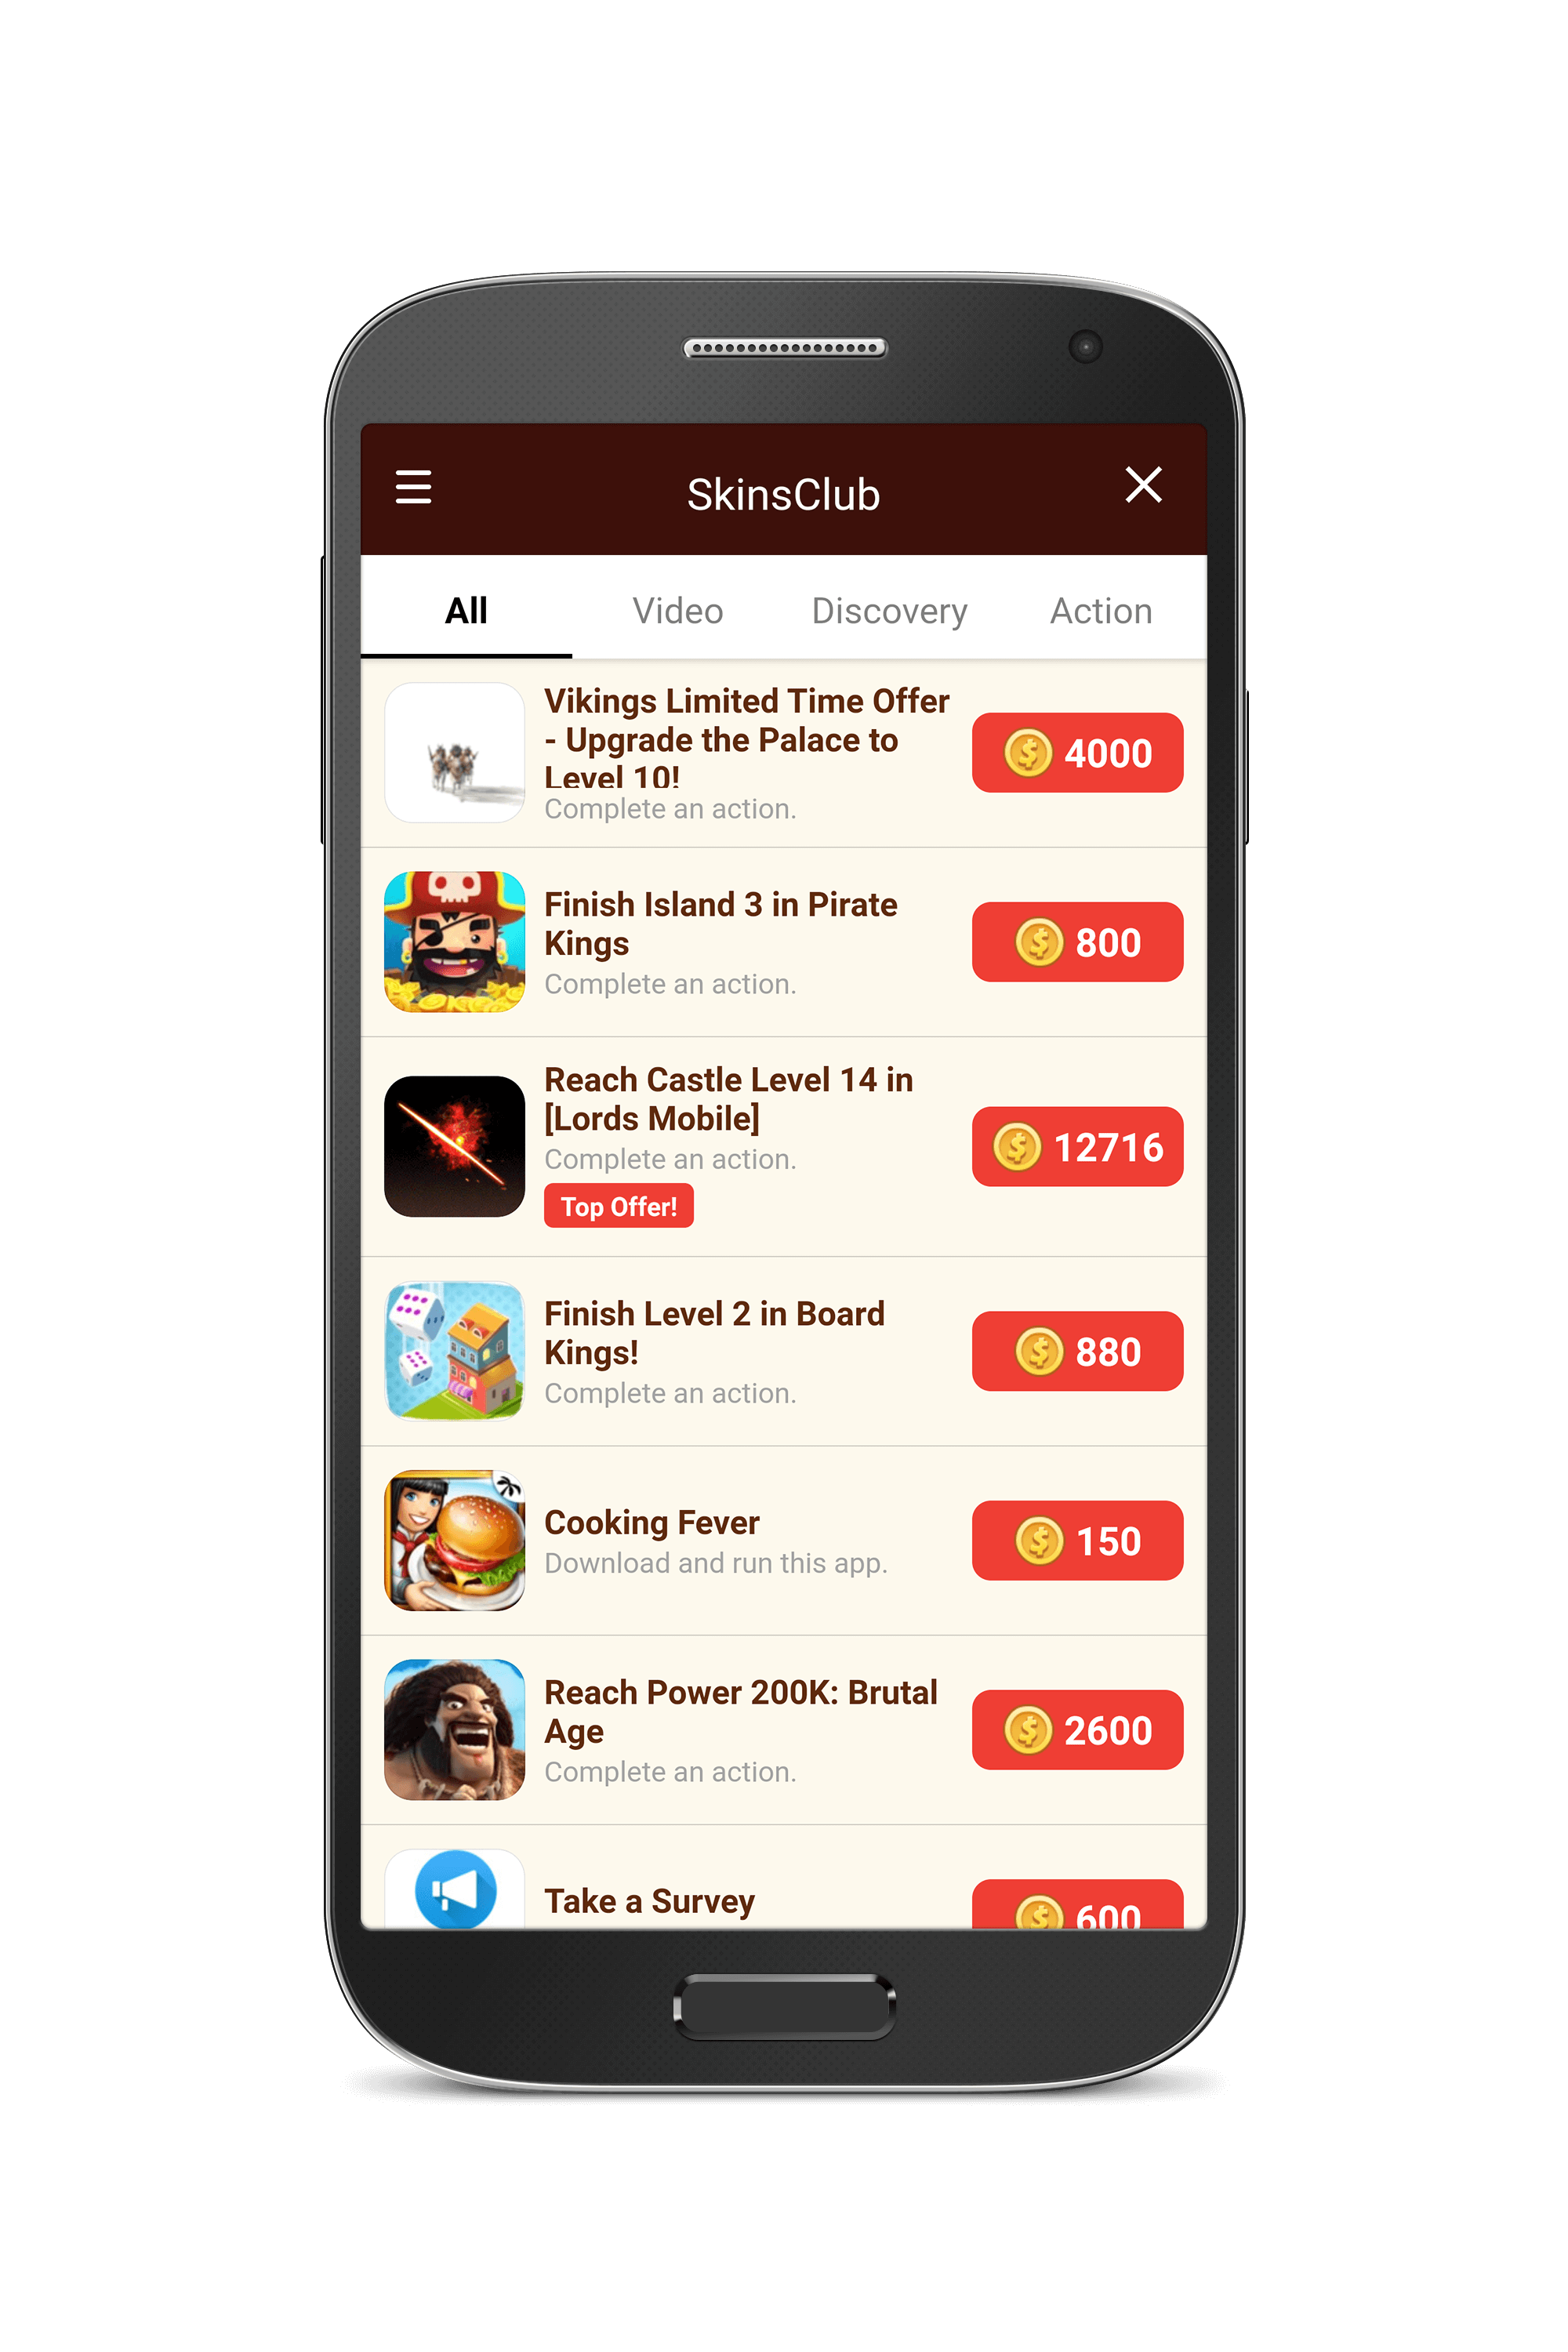 SkinsClub
All Video Discovery Action
Vikings Limited Time Offer
- Upgrade the Palace to
Level 10!
Complete an action.
4000
Finish Island 3 in Pirate
Kings
Complete an action.
800
Reach Castle Level 14 in
[Lords Mobile]
Complete an action.
Top Offer!
12716
Finish Level 2 in Board
Kings!
Complete an action.
880
Cooking Fever
Download and run this app.
150
Reach Power 200K: Brutal
Age
Complete an action.
2600
Take a Survey
600